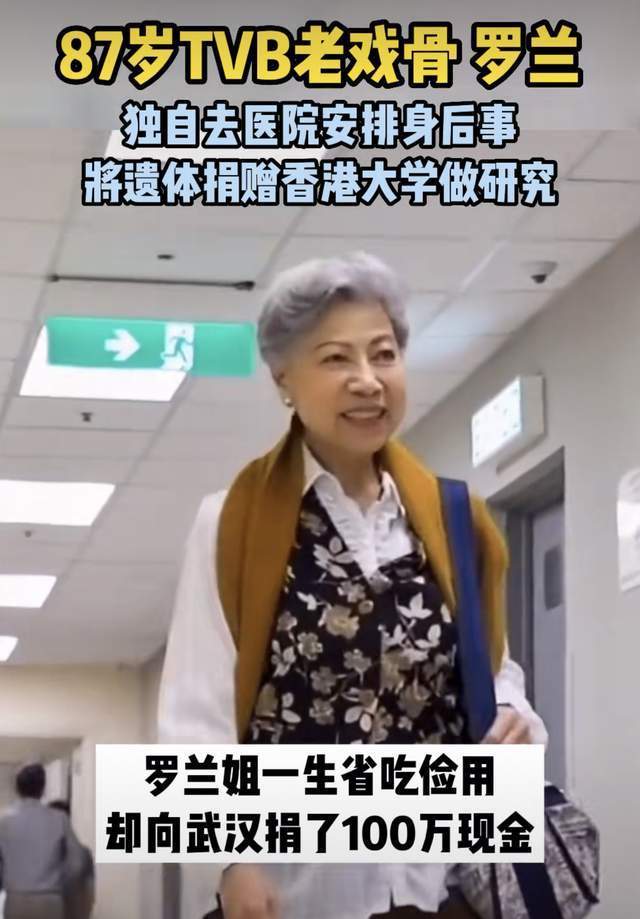 87岁TVB老戏骨 罗兰
独自去医院安排身后事
將遗体捐赠香港大学做研究
罗兰姐一生省吃俭用
却向武汉捐了100万现金